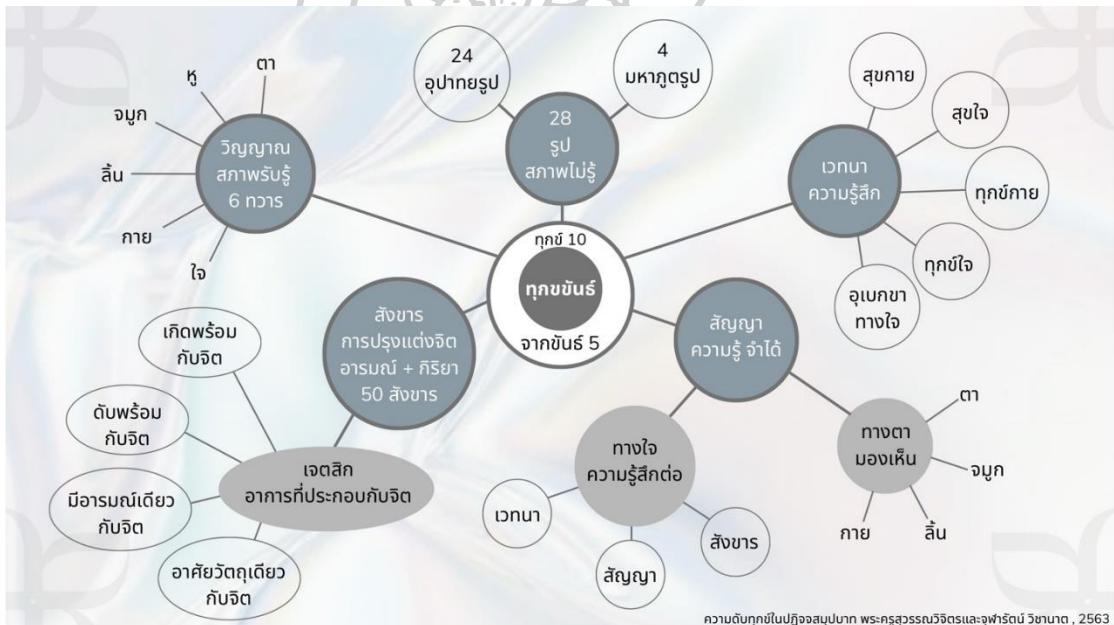 หู
ตา
จมูก
ลิ้น
กาย
ใจ
วิญญาณ
สภาพรับรู้
6 ทวาร
24
อุปาทยรูป
4
มหาภูตรูป
28
รูป
สภาพไม่รู้
สุขกาย
สุขใจ
ทุกข์กาย
ทุกข์ใจ
อุเบกขา
ทางใจ
เวทนา
ความรู้สึก
ทุกข์ 10
ทุกขขันธ์
จากขันธ์ 5
สังขาร
การปรุงแต่งจิต
อารมณ์ + กิริยา
50 สังขาร
เกิดพร้อม
กับจิต
ดับพร้อม
กับจิต
มีอารมณ์เดียว
กับจิต
อาศัยวัตถุเดียว
กับจิต
เจตสิก
อาการที่ประกอบกับจิต
สัญญา
ความรู้ จำได้
ทางใจ
ความรู้สึกต่อ
เวทนา
สัญญา
สังขาร
ทางตา
มองเห็น
ตา
จมูก
ลิ้น
กาย
ความดับทุกข์ในปฏิจจสมุปบาท พระครูสุวรรณวิจิตรและจุฬารัตน์ วิชานาต , 2563